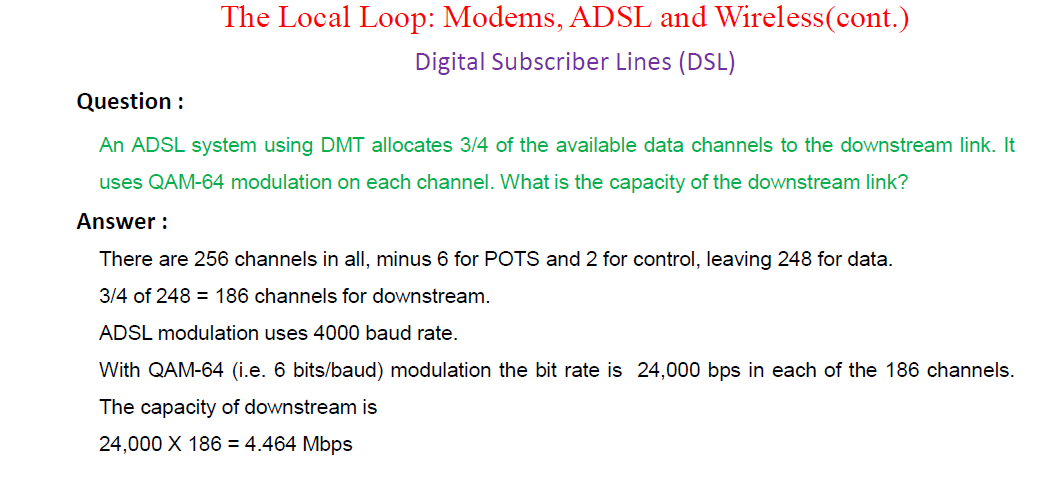 The Local Loop: Modems, ADSL and Wireless(cont.)
Digital Subscriber Lines (DSL)
Question :
An ADSL system using DMT allocates 3/4 of the available data channels to the downstream link. It
uses QAM-64 modulation on each channel. What is the capacity of the downstream link?
Answer :
There are 256 channels in all, minus 6 for POTS and 2 for control, leaving 248 for data.
3/4 of 248 = 186 channels for downstream.
ADSL modulation uses 4000 baud rate.
With QAM-64 (i.e. 6 bits/baud) modulation the bit rate is 24,000 bps in each of the 186 channels.
The capacity of downstream is
24,000 X 186 = 4.464 Mbps